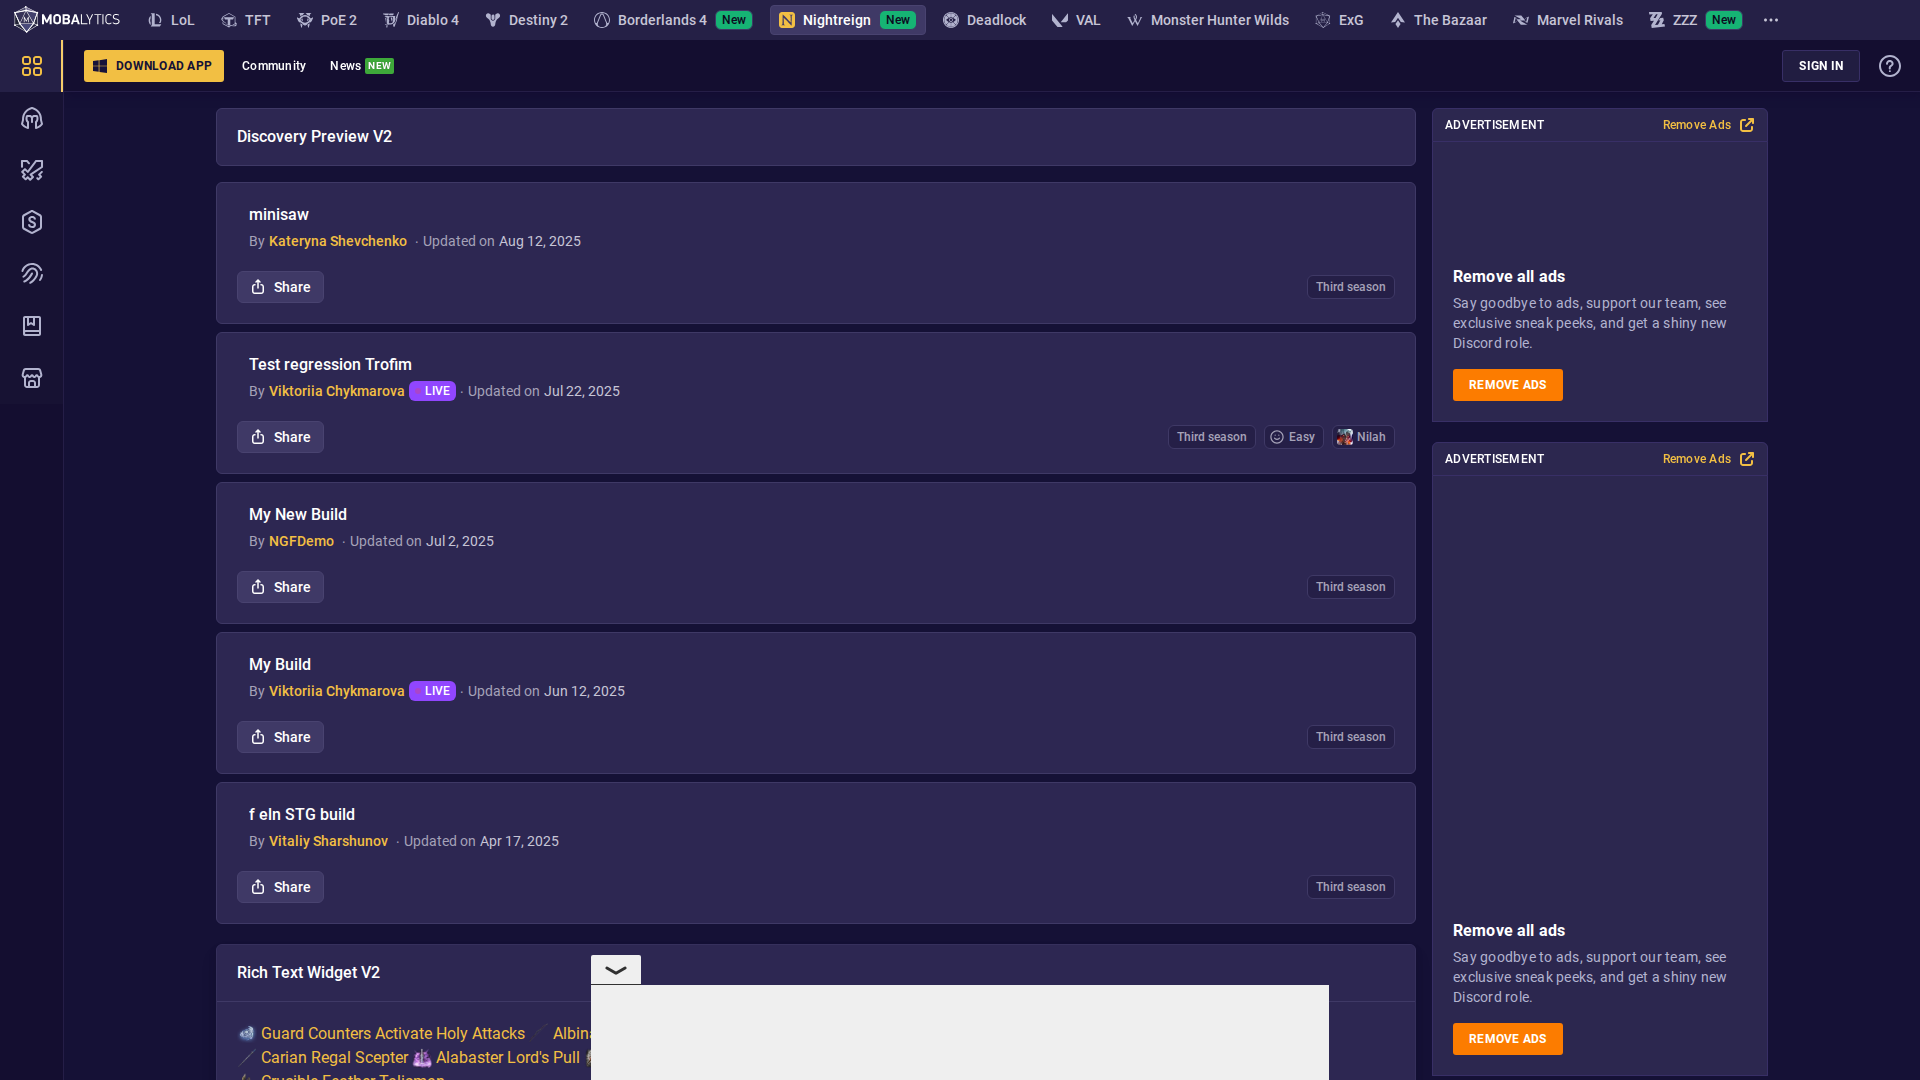 MOBALYTICS LoL TFT PoE 2 Diablo 4 Destiny 2 Borderlands 4 New Nightreign New Deadlock VAL Monster Hunter Wilds ExG The Bazaar Marvel Rivals ZZZ New
DOWNLOAD APP Community News NEW SIGN IN
Discovery Preview V2
minisaw
By Kateryna Shevchenko · Updated on Aug 12, 2025
Share Third season
Test regression Trofim
By Viktoriia Chykmarova LIVE · Updated on Jul 22, 2025
Share Third season Easy Nilah
My New Build
By NGFDemo · Updated on Jul 2, 2025
Share Third season
My Build
By Viktoriia Chykmarova LIVE · Updated on Jun 12, 2025
Share Third season
f eln STG build
By Vitaliy Sharshunov · Updated on Apr 17, 2025
Share Third season
Rich Text Widget V2
Guard Counters Activate Holy Attacks
Carian Regal Scepter Alabaster Lord's Pull
Crucible Feather Talisman
ADVERTISEMENT Remove Ads
Remove all ads
Say goodbye to ads, support our team, see
exclusive sneak peeks, and get a shiny new
Discord role.
REMOVE ADS
ADVERTISEMENT Remove Ads
Remove all ads
Say goodbye to ads, support our team, see
exclusive sneak peeks, and get a shiny new
Discord role.
REMOVE ADS